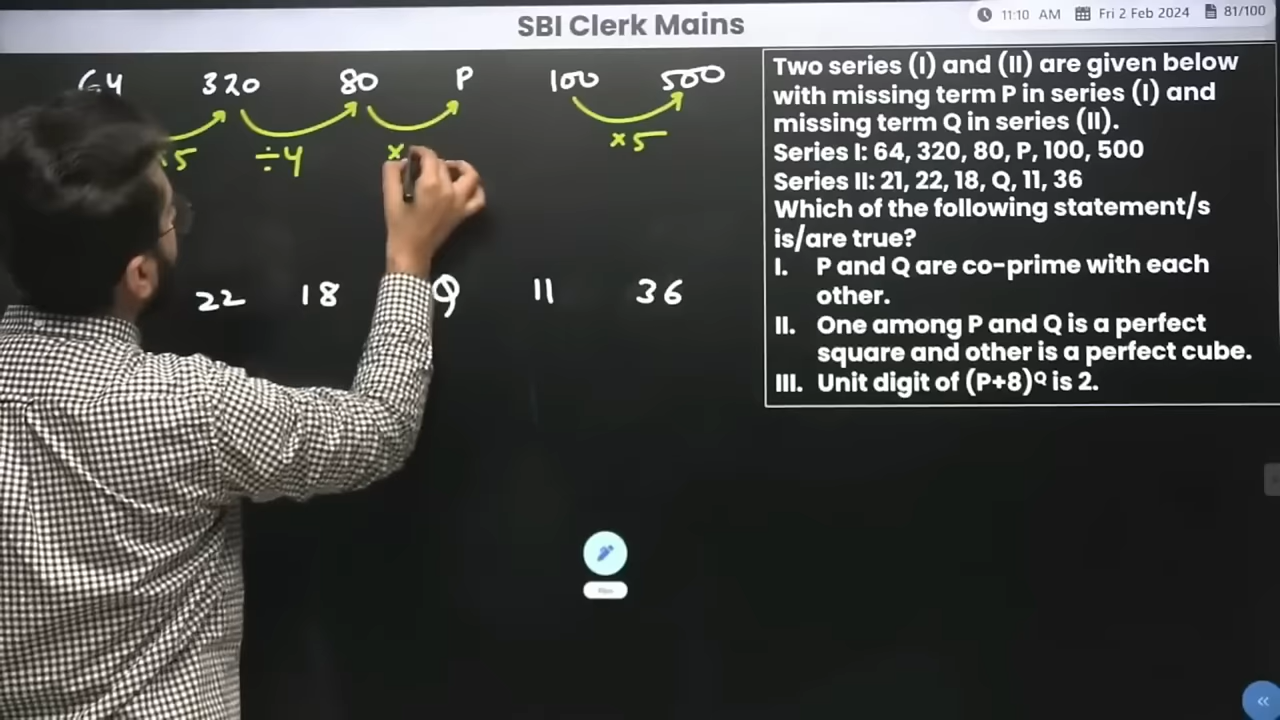 SBI Clerk Mains
11:10 AM Fri 2 Feb 2024 81/100
64 320 80 P 100 500
×5 ÷4 × ×5
22 18 Q 11 36
Two series (I) and (II) are given below
with missing term P in series (I) and
missing term Q in series (II).
Series I: 64, 320, 80, P, 100, 500
Series II: 21, 22, 18, Q, 11, 36
Which of the following statement/s
is/are true?
I. P and Q are co-prime with each
other.
II. One among P and Q is a perfect
square and other is a perfect cube.
III. Unit digit of (P+8)^Q is 2.
«